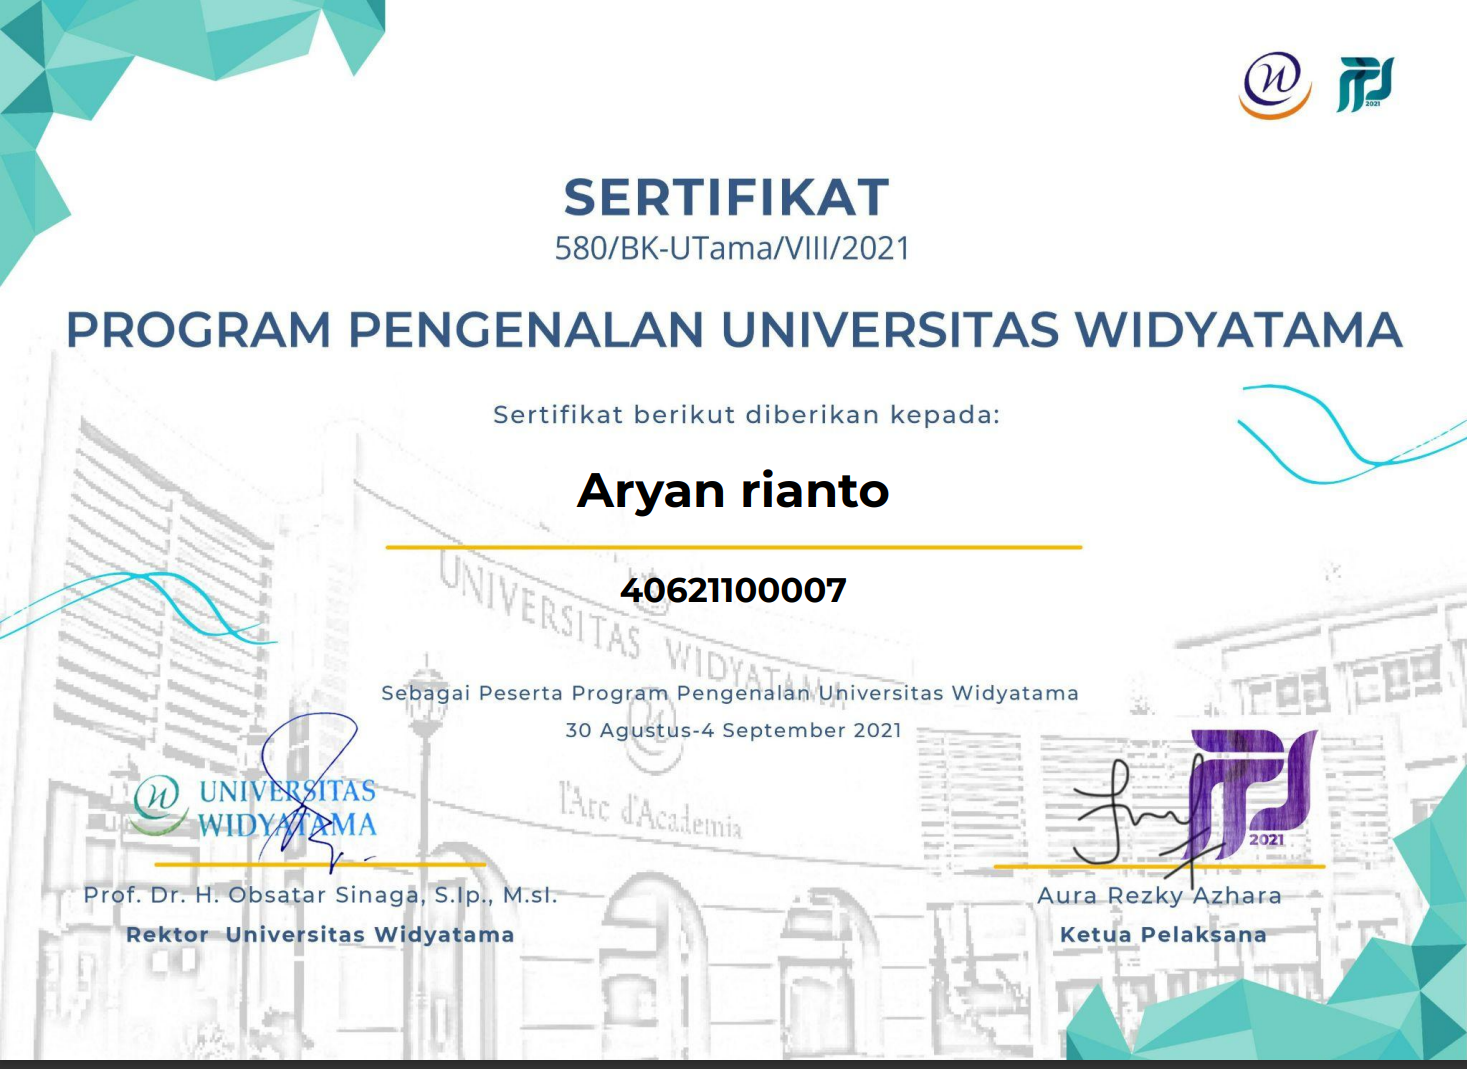 2021
SERTIFIKAT
580/BK-UTama/VIII/2021
PROGRAM PENGENALAN UNIVERSITAS WIDYATAMA
Sertifikat berikut diberikan kepada:
Aryan rianto
40621100007
UNIVERSITAS WIDYATAMA
Sebagai Peserta Program Pengenalan Universitas Widyatama
30 Agustus-4 September 2021
l'Arc d'Academia
UNIVERSITAS
WIDYATAMA
2021
Prof. Dr. H. Obsatar Sinaga, S.Ip., M.sI.
Rektor Universitas Widyatama
Aura Rezky Azhara
Ketua Pelaksana